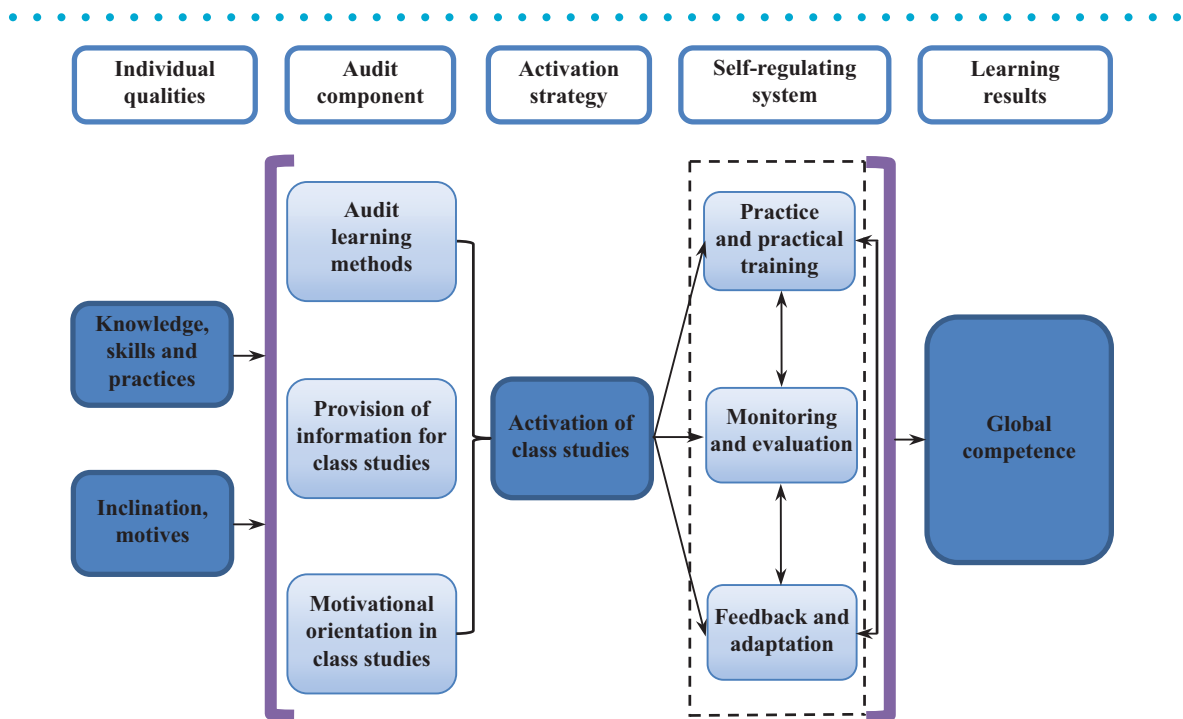 Individual
qualities
Audit
component
Activation
strategy
Self-regulating
system
Learning
results
Audit
learning
methods
Practice
and practical
training
Knowledge,
skills and
practices
Provision of
information for
class studies
Activation of
class studies
Monitoring
and evaluation
Global
competence
Inclination,
motives
Motivational
orientation in
class studies
Feedback and
adaptation